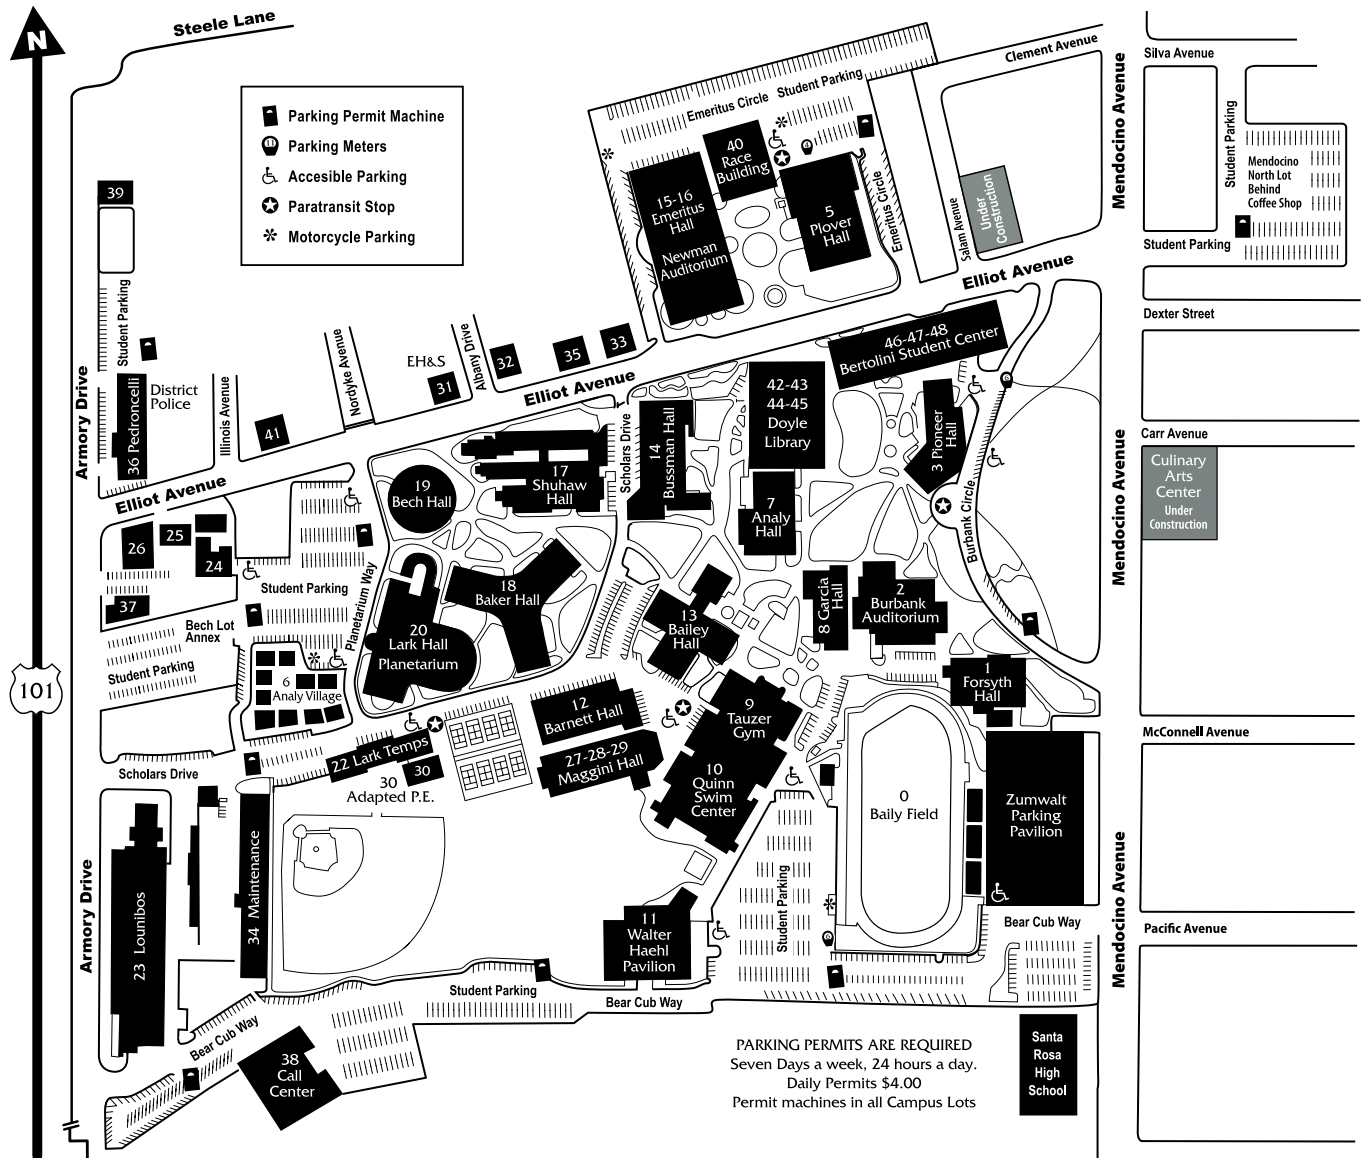 N
Steele Lane
Parking Permit Machine
Parking Meters
Accesible Parking
Paratransit Stop
Motorcycle Parking
Clement Avenue
Silva Avenue
Mendocino Avenue
Student Parking
Emeritus Circle
40
Race
Building
15-16
Emeritus
Hall
Newman
Auditorium
5
Plover
Hall
Emeritus Circle
Salam Avenue
Under
Construction
Student Parking
Mendocino
North Lot
Behind
Coffee Shop
Student Parking
Elliot Avenue
Dexter Street
39
Student Parking
Armory Drive
36 Pedroncelli
District
Police
Illinois Avenue
41
Nordyke Avenue
EH&S
31
Albany Drive
32
35
33
Elliot Avenue
46-47-48
Bertolini Student Center
42-43
44-45
Doyle
Library
3 Pioneer
Hall
Carr Avenue
Mendocino Avenue
Culinary
Arts
Center
Under
Construction
Elliot Avenue
19
Bech Hall
17
Shuhaw
Hall
Scholars Drive
14
Bussman Hall
7
Analy
Hall
Burbank Circle
26
25
24
37
Student Parking
Bech Lot
Annex
Student Parking
Planetarium Way
18
Baker Hall
20
Lark Hall
Planetarium
13
Bailey
Hall
8 Garcia
Hall
2
Burbank
Auditorium
1
Forsyth
Hall
101
6
Analy Village
12
Barnett Hall
27-28-29
Maggini Hall
9
Tauzer
Gym
10
Quinn
Swim
Center
22 Lark Temps
30
30
Adapted P.E.
Scholars Drive
McConnell Avenue
0
Baily Field
Zumwalt
Parking
Pavilion
Armory Drive
23 Lounibos
34 Maintenance
11
Walter
Haehl
Pavilion
Student Parking
Bear Cub Way
Mendocino Avenue
Pacific Avenue
Student Parking
Bear Cub Way
Bear Cub Way
38
Call
Center
PARKING PERMITS ARE REQUIRED
Seven Days a week, 24 hours a day.
Daily Permits $4.00
Permit machines in all Campus Lots
Santa
Rosa
High
School